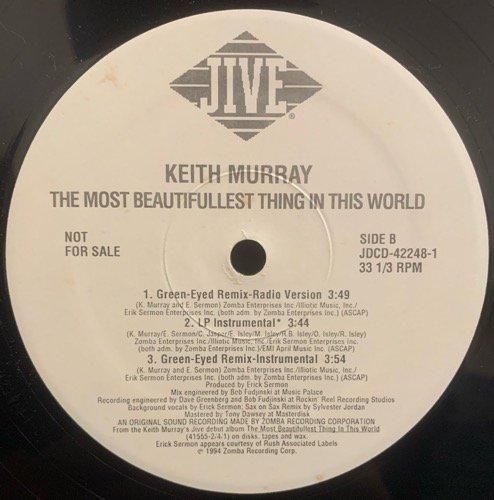 JIVE
®
KEITH MURRAY
THE MOST BEAUTIFULLEST THING IN THIS WORLD
NOT
FOR SALE
SIDE B
JDCD-42248-1
33 1/3 RPM
1. Green-Eyed Remix-Radio Version 3:49
(K. Murray and E. Sermon) Zomba Enterprises Inc./Illiotic Music, Inc./
Erik Sermon Enterprises Inc. (both adm. by Zomba Enterprises Inc.) (ASCAP)
2. LP Instrumental* 3:44
(K. Murray/E. Sermon/C. Jasper/E. Isley/M. Isley/R.B. Isley/O. Isley/R. Isley)
Zomba Enterprises Inc./Illiotic Music, Inc./Erik Sermon Enterprises Inc.
(both adm. by Zomba Enterprises Inc.)/EMI April Music Inc. (ASCAP)
3. Green-Eyed Remix-Instrumental 3:54
(K. Murray and E. Sermon) Zomba Enterprises Inc./Illiotic Music, Inc./
Erik Sermon Enterprises Inc. (both adm. by Zomba Enterprises Inc.) (ASCAP)
Produced by Erick Sermon
Mix engineered by Bob Fudjinski at Music Palace
Recording engineered by Dave Greenberg and Bob Fudjinski at Rockin' Reel Recording Studios
Background vocals by Erick Sermon; Sax on Sax Remix by Sylvester Jordan
Mastered by Tony Dawsey at Masterdisk
AN ORIGINAL SOUND RECORDING MADE BY ZOMBA RECORDING CORPORATION
From the Keith Murray's Jive debut album The Most Beautifullest Thing In This World
(41555-2/4/1) on discs, tapes and wax.
Erick Sermon appears courtesy of Rush Associated Labels
℗ 1994 Zomba Recording Corp.